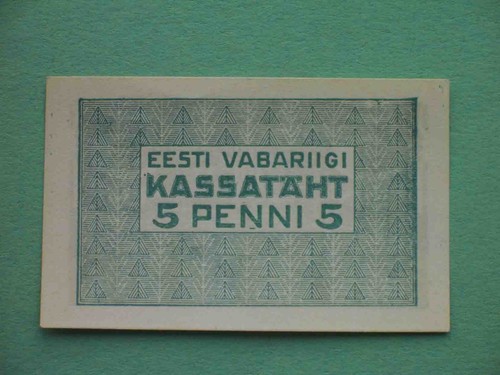 EESTI VABARIIGI
KASSATÄHT
5 PENNI 5